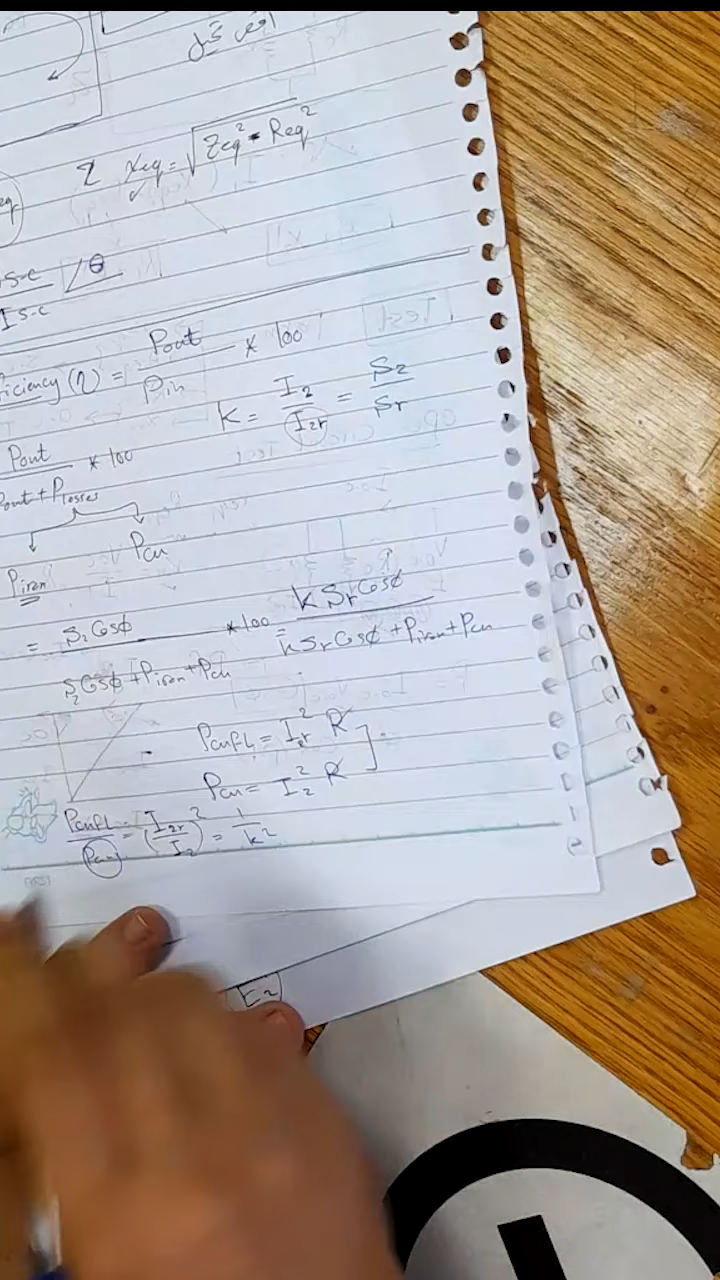 & Xeq = √(Zeq² - Req²)
s.c
I s.c /θ
ficiency (η) = Pout / Pin * 100
K = I₂ / I₂r = S₂ / Sr
Pout * 100
out + Plosses
Piron Pcu
= S₂ Cosϕ / S₂ Cosϕ + Piron + Pcu * 100 = K Sr Cosϕ / K Sr Cosϕ + Piron + Pcu
PcuFL = I₂r² R
Pcu = I₂² R
PcuFL / Pcu = (I₂r / I₂)² = 1 / K²
E₂